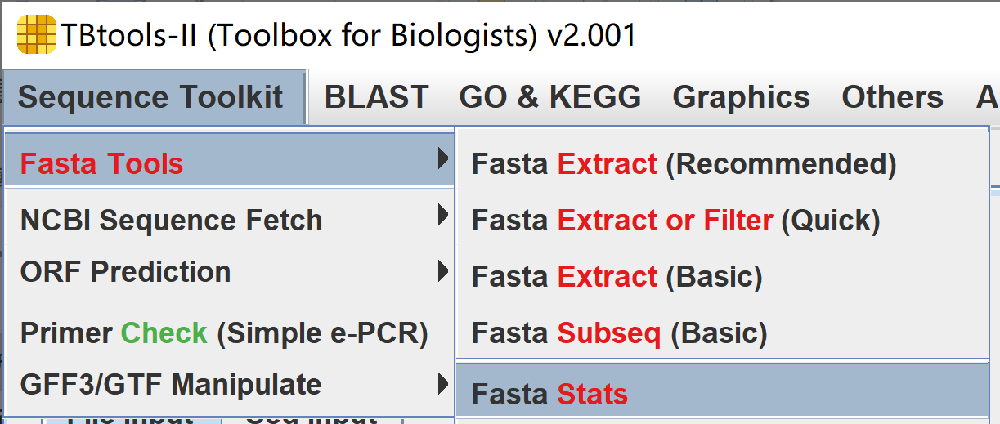 TBtools-II (Toolbox for Biologists) v2.001
Sequence Toolkit BLAST GO & KEGG Graphics Others
Fasta Tools
NCBI Sequence Fetch
ORF Prediction
Primer Check (Simple e-PCR)
GFF3/GTF Manipulate
Fasta Extract (Recommended)
Fasta Extract or Filter (Quick)
Fasta Extract (Basic)
Fasta Subseq (Basic)
Fasta Stats